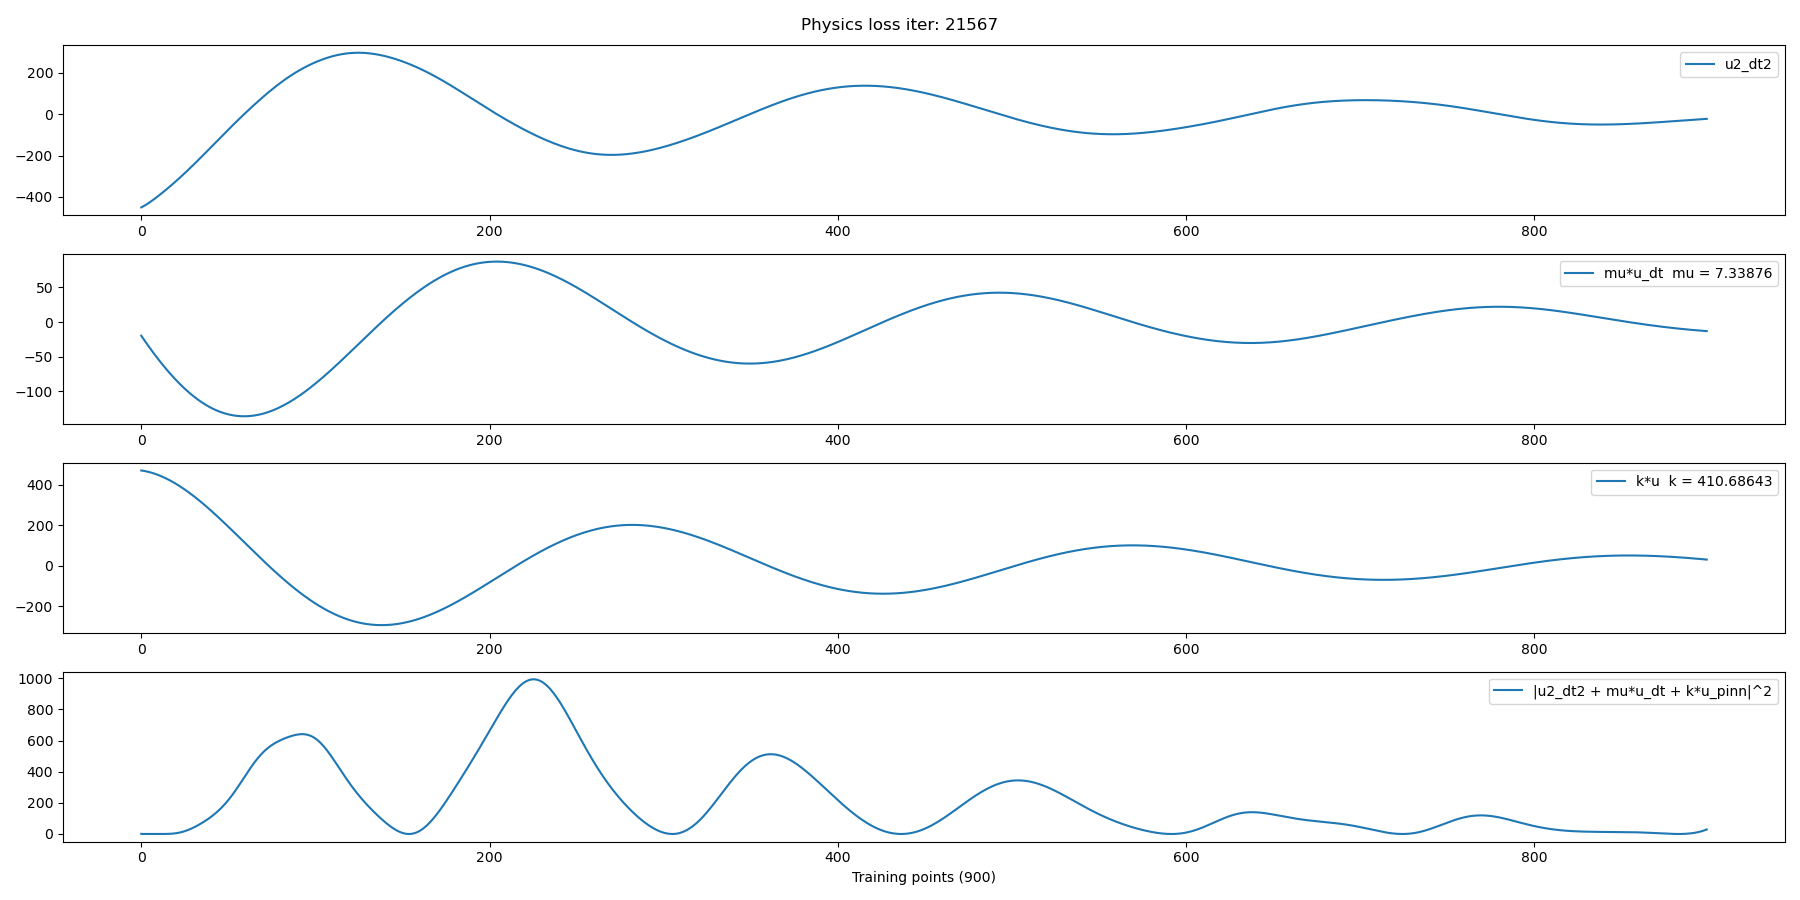 Physics loss iter: 21567
u2_dt2
200
0
−200
−400
0 200 400 600 800
mu*u_dt  mu = 7.33876
50
0
−50
−100
0 200 400 600 800
k*u  k = 410.68643
400
200
0
−200
0 200 400 600 800
|u2_dt2 + mu*u_dt + k*u_pinn|^2
1000
800
600
400
200
0
0 200 400 600 800
Training points (900)